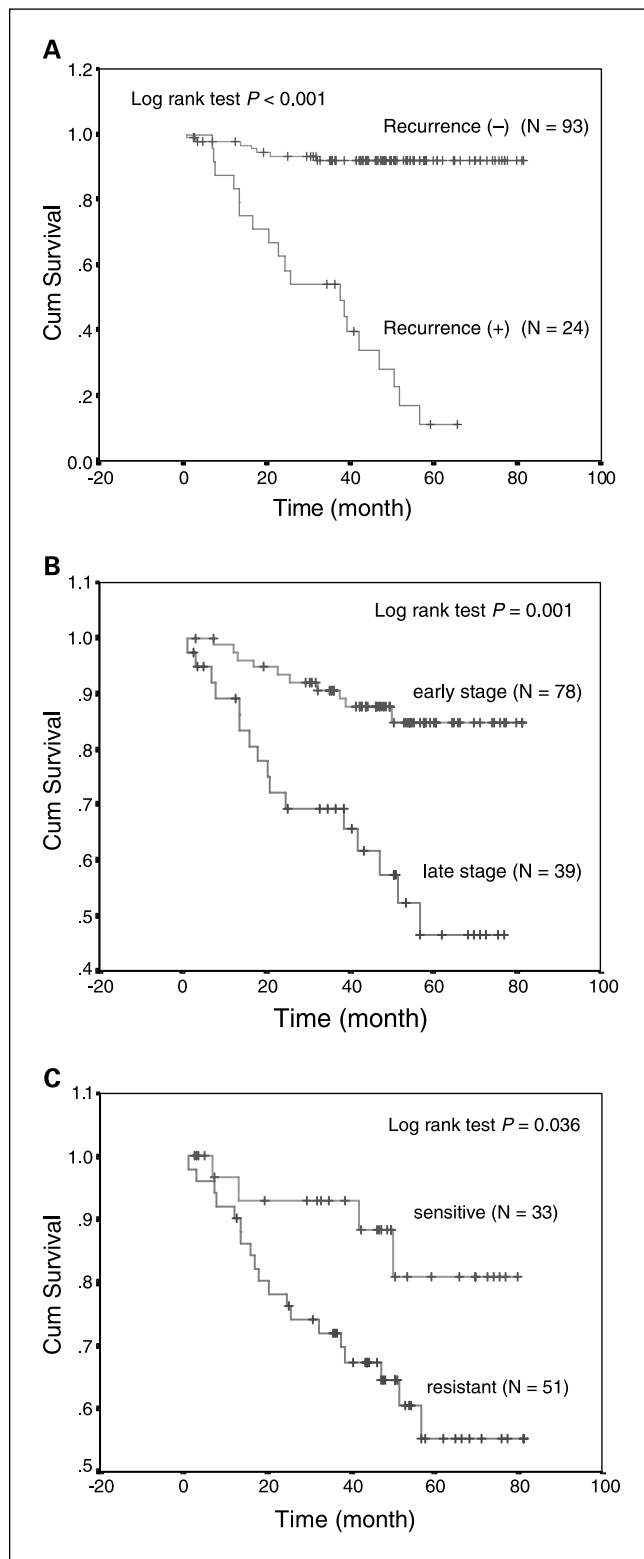 A
1.2
Log rank test P < 0.001
Recurrence (–) (N = 93)
1.0
.8
.6
.4
Recurrence (+) (N = 24)
.2
0.0
Cum Survival
-20 0 20 40 60 80 100
Time (month)
B
1.1
Log rank test P = 0.001
1.0
.9
early stage (N = 78)
.8
.7
.6
late stage (N = 39)
.5
.4
Cum Survival
-20 0 20 40 60 80 100
Time (month)
C
1.1
Log rank test P = 0.036
1.0
.9
sensitive (N = 33)
.8
.7
resistant (N = 51)
.6
.5
Cum Survival
-20 0 20 40 60 80 100
Time (month)